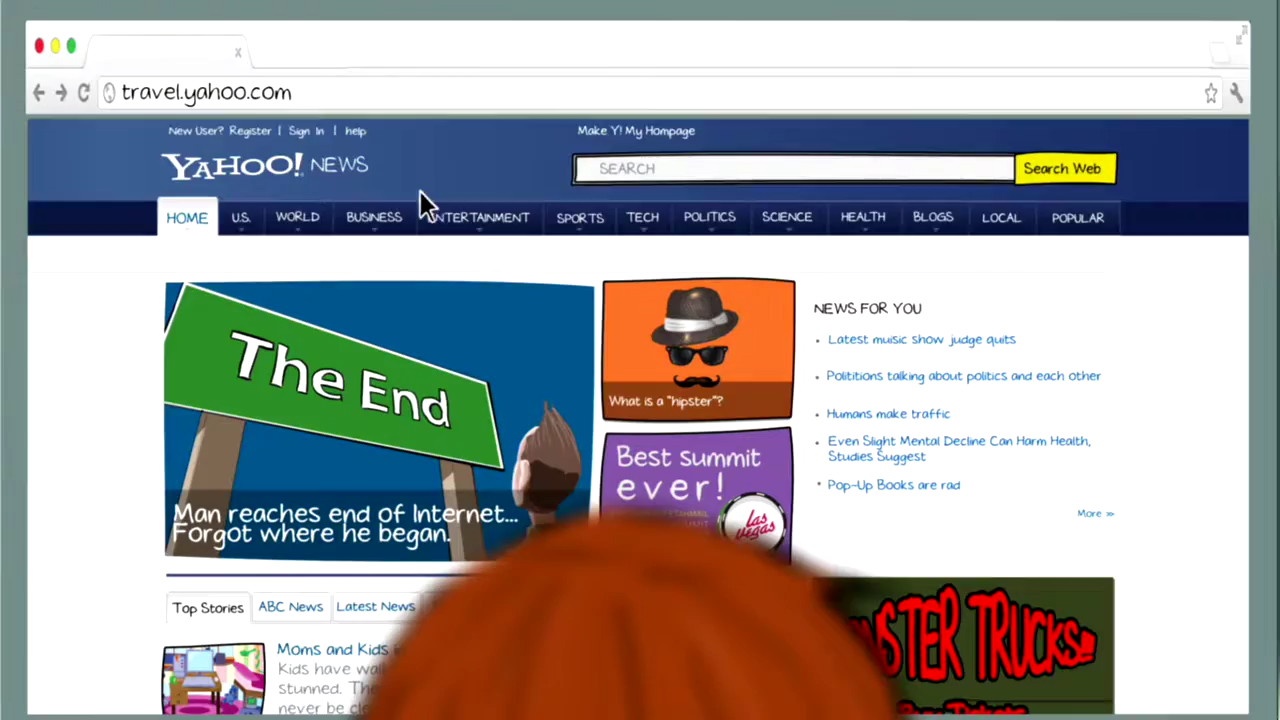 travel.yahoo.com
New User? Register | Sign In | help
Make Y! My Hompage
YAHOO! NEWS
SEARCH
Search Web
HOME U.S. WORLD BUSINESS ENTERTAINMENT SPORTS TECH POLITICS SCIENCE HEALTH BLOGS LOCAL POPULAR
The End
Man reaches end of Internet...
Forgot where he began.
What is a "hipster"?
Best summit
ever!
Las
Vegas
NEWS FOR YOU
• Latest muisic show judge quits
• Polititions talking about politics and each other
• Humans make traffic
• Even Slight Mental Decline Can Harm Health,
Studies Suggest
• Pop-Up Books are rad
More >>
Top Stories ABC News Latest News
Moms and Kids
Kids have
stunned.
never be
TRUCKS!!